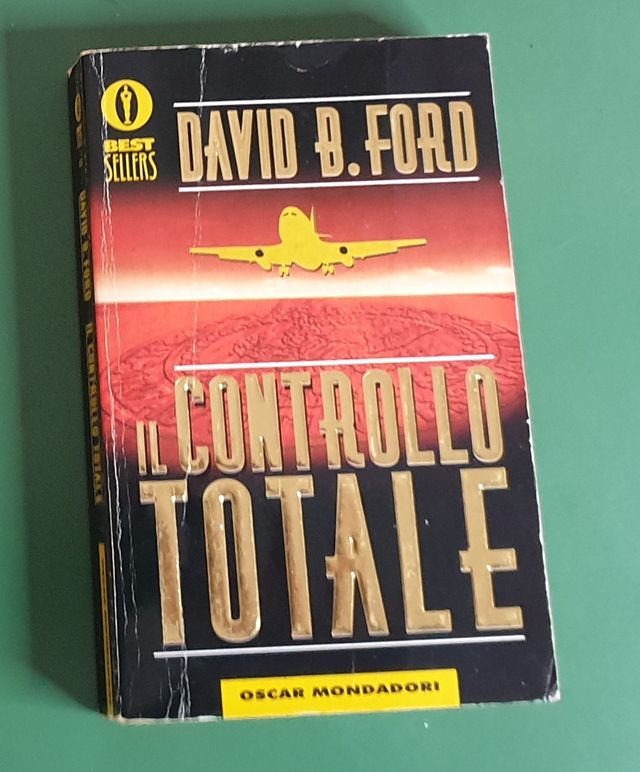 BEST
SELLERS
DAVID B. FORD
IL CONTROLLO
TOTALE
OSCAR MONDADORI
DAVID B. FORD IL CONTROLLO TOTALE